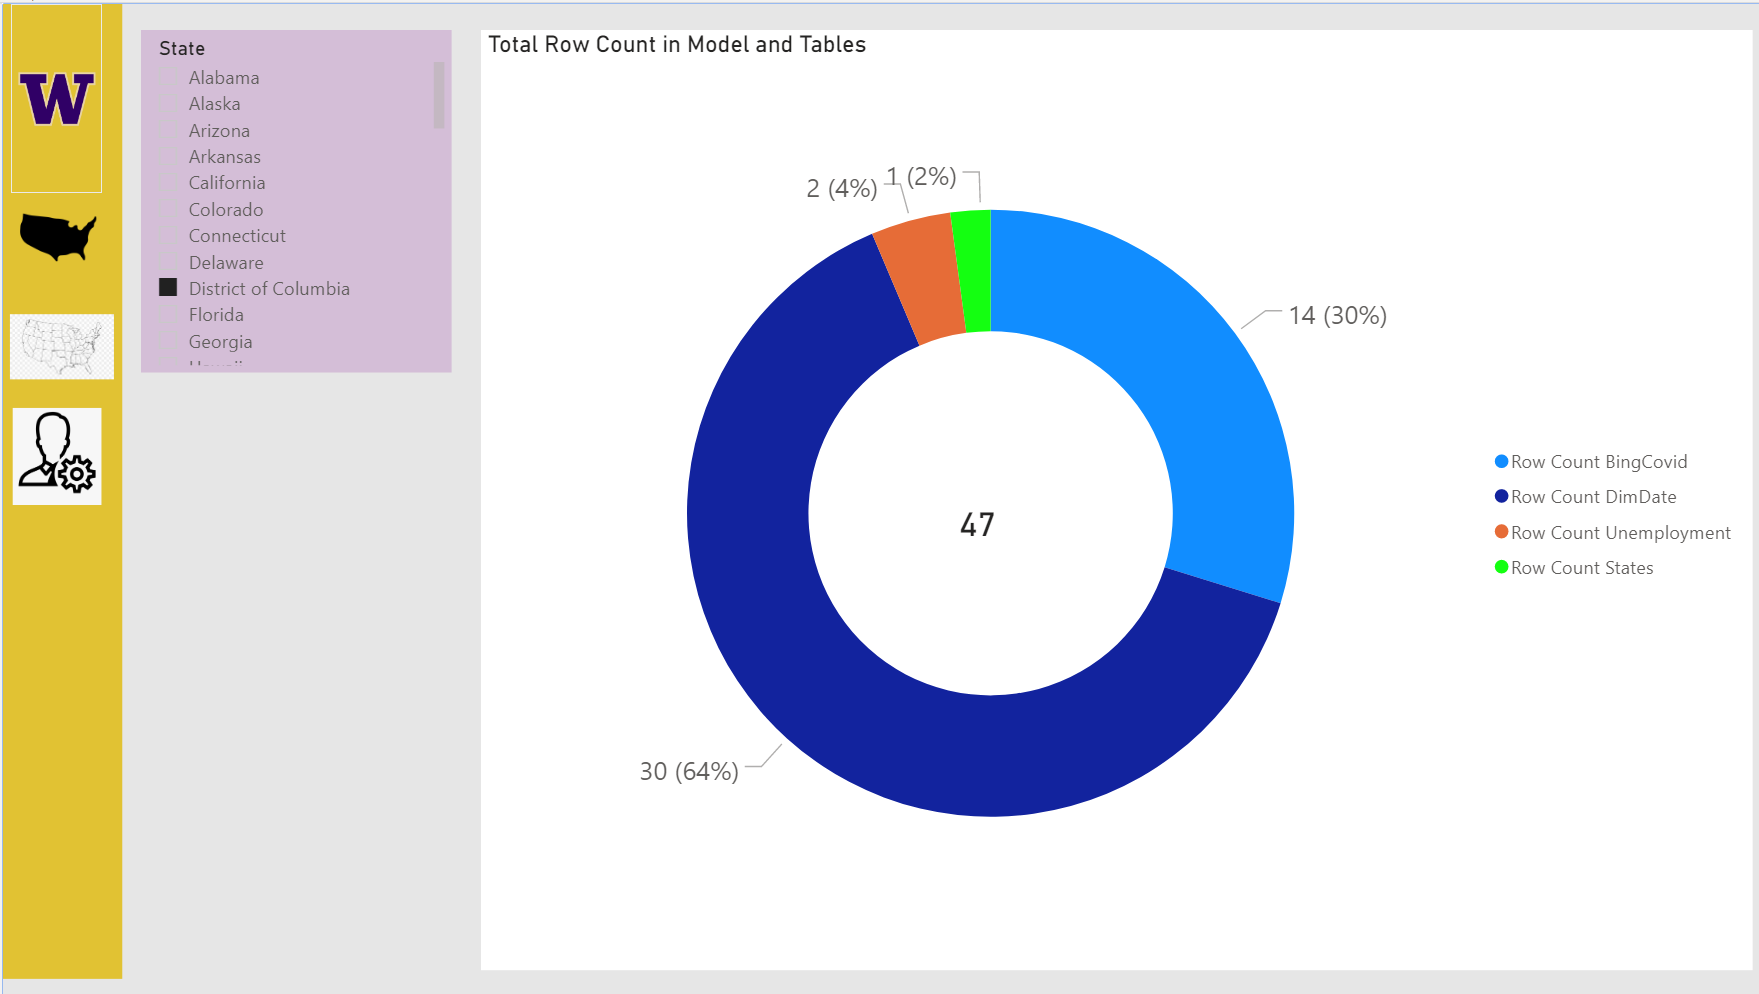 W
State
Alabama
Alaska
Arizona
Arkansas
California
Colorado
Connecticut
Delaware
District of Columbia
Florida
Georgia
Total Row Count in Model and Tables
2 (4%)
1 (2%)
14 (30%)
47
30 (64%)
Row Count BingCovid
Row Count DimDate
Row Count Unemployment
Row Count States